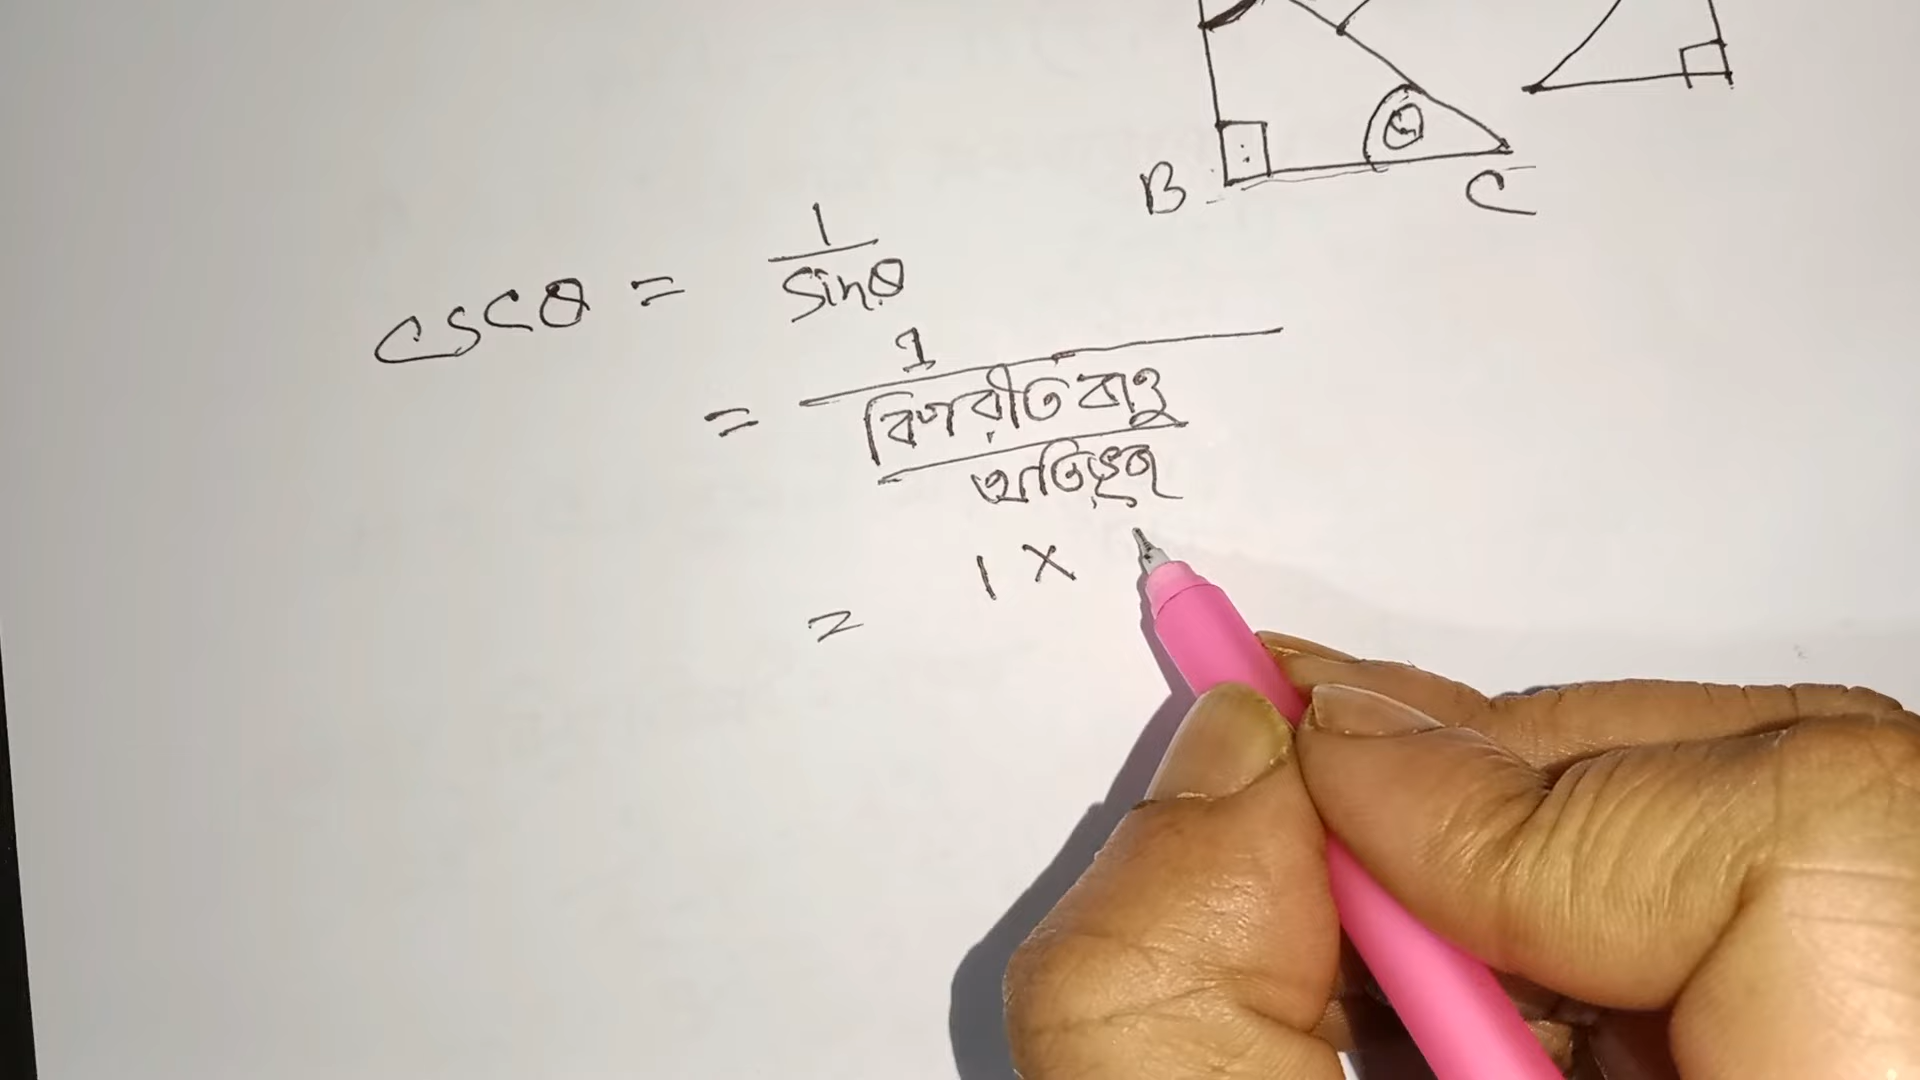 B C
cscθ = 1/sinθ
= 1/(বিপরীত বাহু/অতিভূজ)
= 1 ×